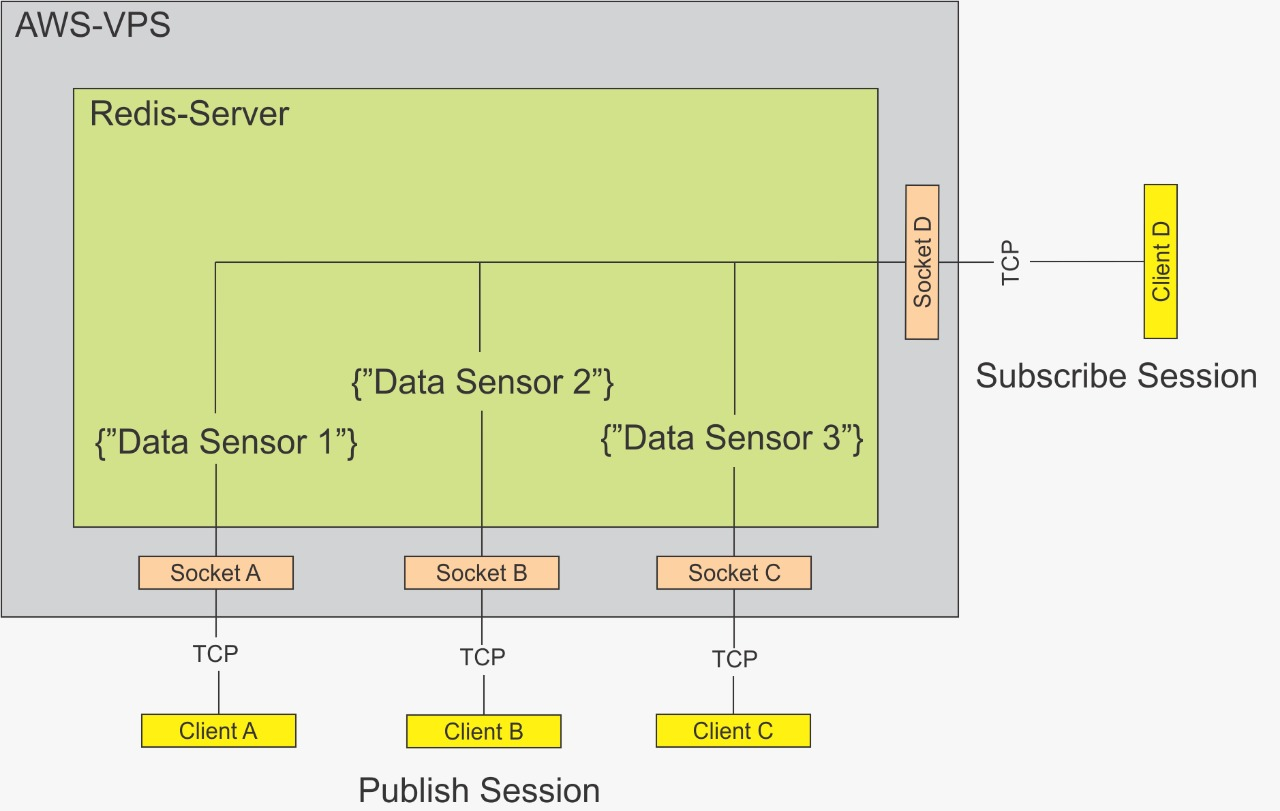 AWS-VPS
Redis-Server
Socket D
TCP
Client D
Subscribe Session
{”Data Sensor 2”}
{”Data Sensor 1”}
{”Data Sensor 3”}
Socket A
Socket B
Socket C
TCP
TCP
TCP
Client A
Client B
Client C
Publish Session